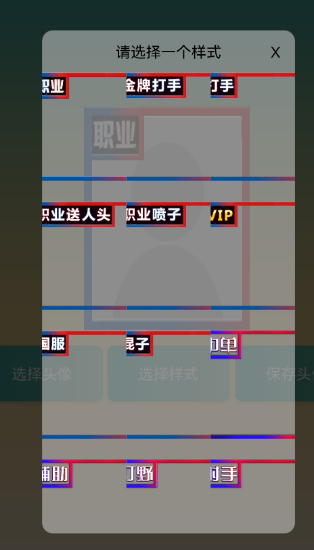 请选择一个样式 X
职业 金牌打手 打手
职业
职业送人头 职业喷子 VIP
国服 混子
选择头像 选择样式 保存头像
辅助 打野 射手